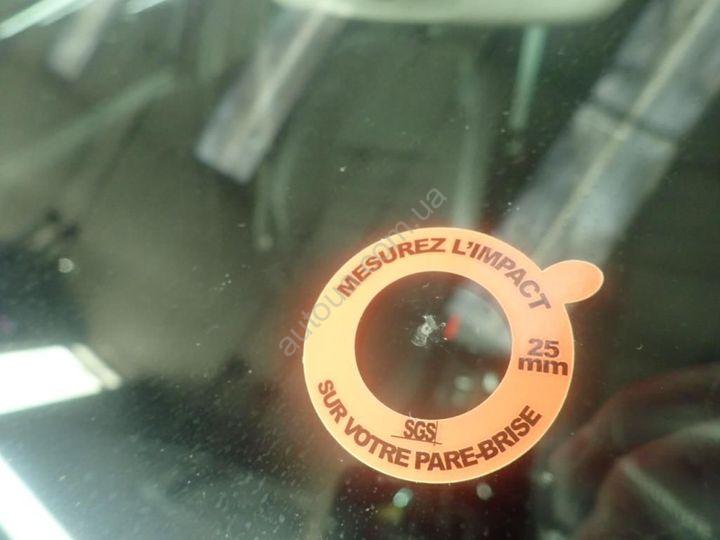 MESUREZ L'IMPACT
25
mm
SUR VOTRE PARE-BRISE
SGS